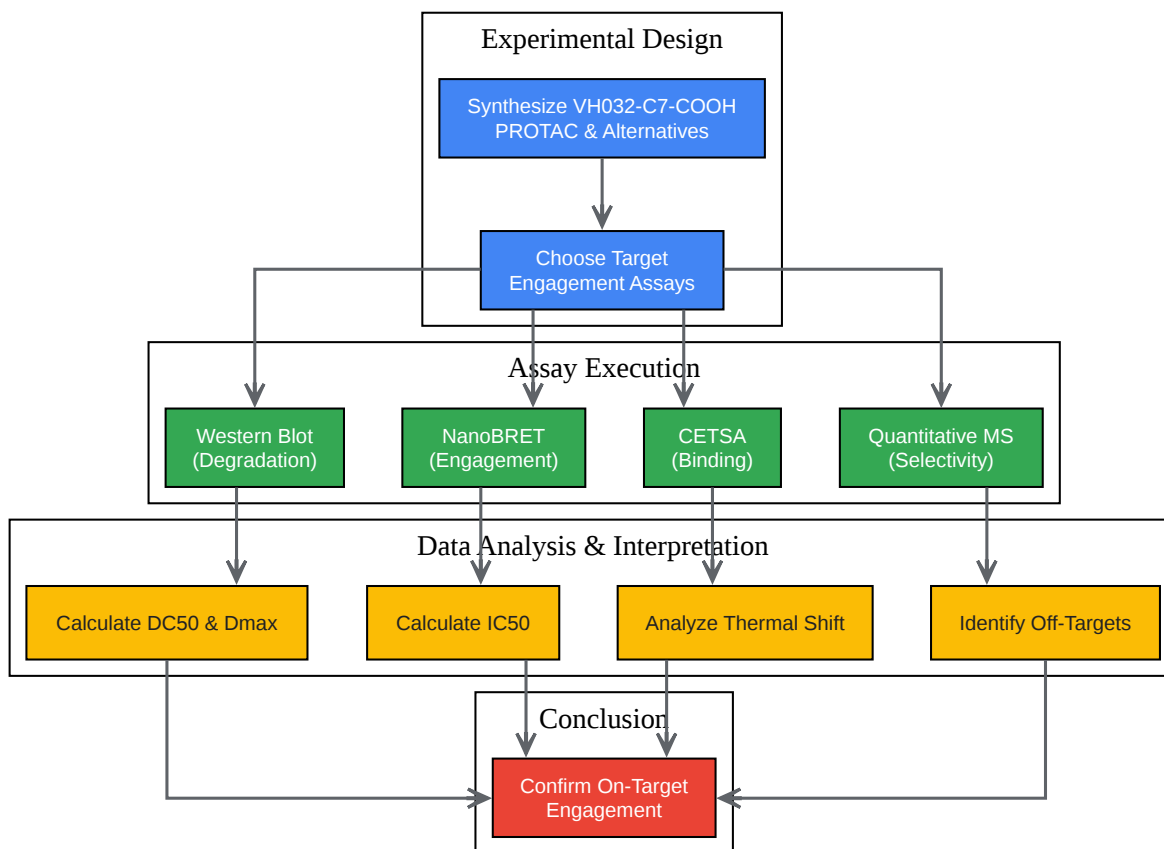 Experimental Design
Synthesize VH032-C7-COOH
PROTAC & Alternatives
Choose Target
Engagement Assays
Assay Execution
Western Blot
(Degradation)
NanoBRET
(Engagement)
CETSA
(Binding)
Quantitative MS
(Selectivity)
Data Analysis & Interpretation
Calculate DC50 & Dmax
Calculate IC50
Analyze Thermal Shift
Identify Off-Targets
Conclusion
Confirm On-Target
Engagement